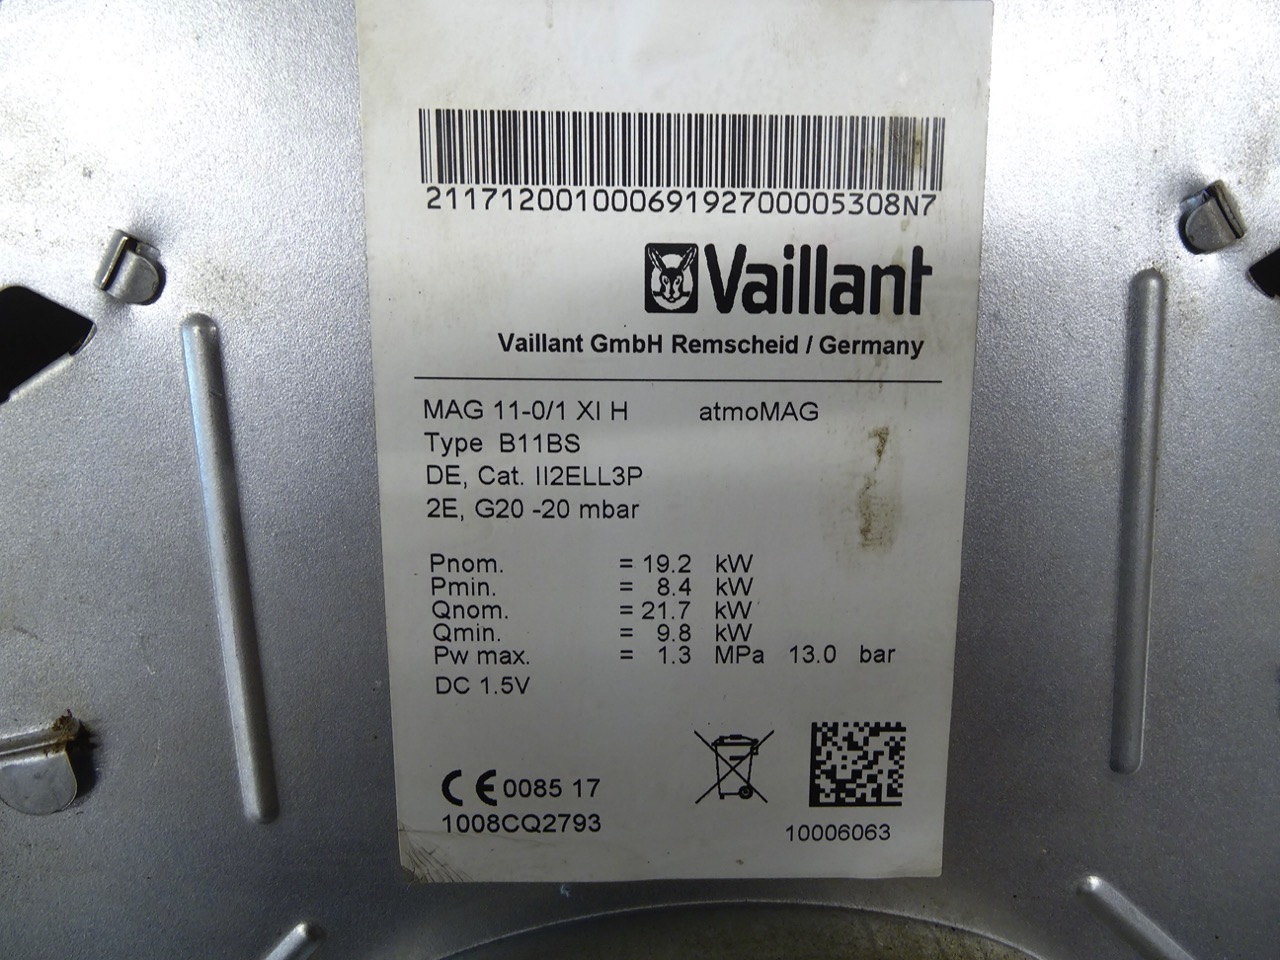 21171200100069192700005308N7
Vaillant
Vaillant GmbH Remscheid / Germany
MAG 11-0/1 XI H atmoMAG
Type B11BS
DE, Cat. II2ELL3P
2E, G20 -20 mbar
Pnom. = 19.2 kW
Pmin. = 8.4 kW
Qnom. = 21.7 kW
Qmin. = 9.8 kW
Pw max. = 1.3 MPa 13.0 bar
DC 1.5V
CE 0085 17
1008CQ2793
10006063